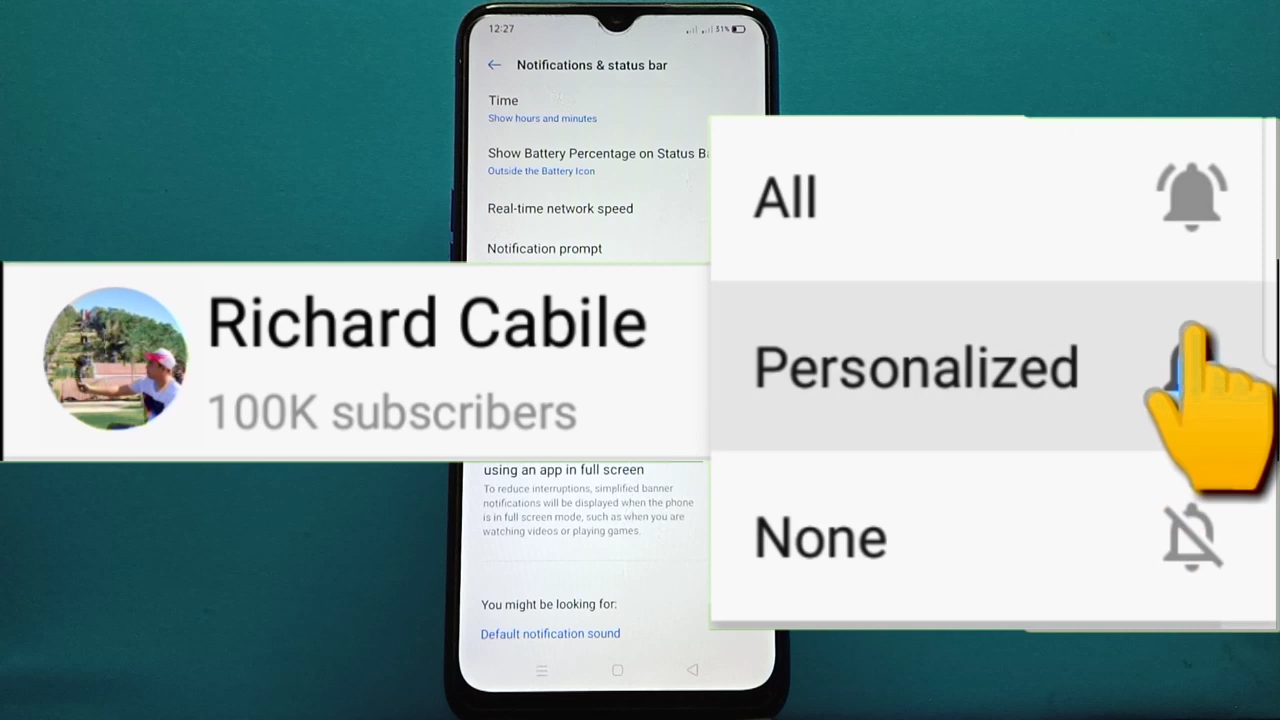 12:27
31%
Notifications & status bar
Time
Show hours and minutes
Show Battery Percentage on Status
Outside the Battery Icon
Real-time network speed
Notification prompt
Richard Cabile
100K subscribers
All
Personalized
None
using an app in full screen
To reduce interruptions, simplified banner
notifications will be displayed when the phone
is in full screen mode, such as when you are
watching videos or playing games.
You might be looking for:
Default notification sound